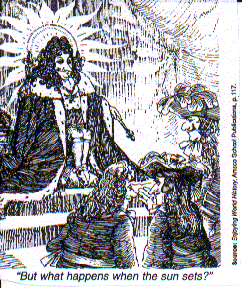 "But what happens when the sun sets?"
Source: Enjoying World History, Amsco School Publications, p.117.